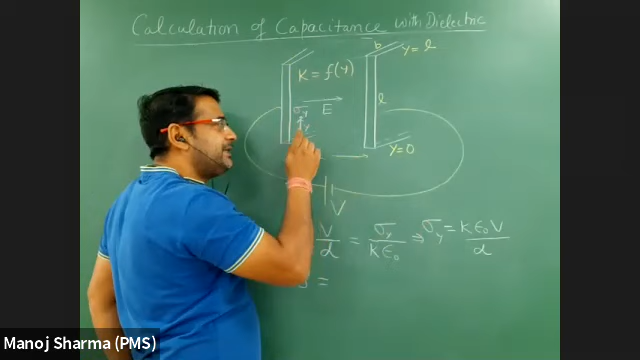 Calculation of Capacitance with Dielectric
b
y = l
K = f(y)
l
σy
E
y
y = 0
V
V/d = σy/kε₀ ⇒ σy = kε₀V/d
=
Manoj Sharma (PMS)